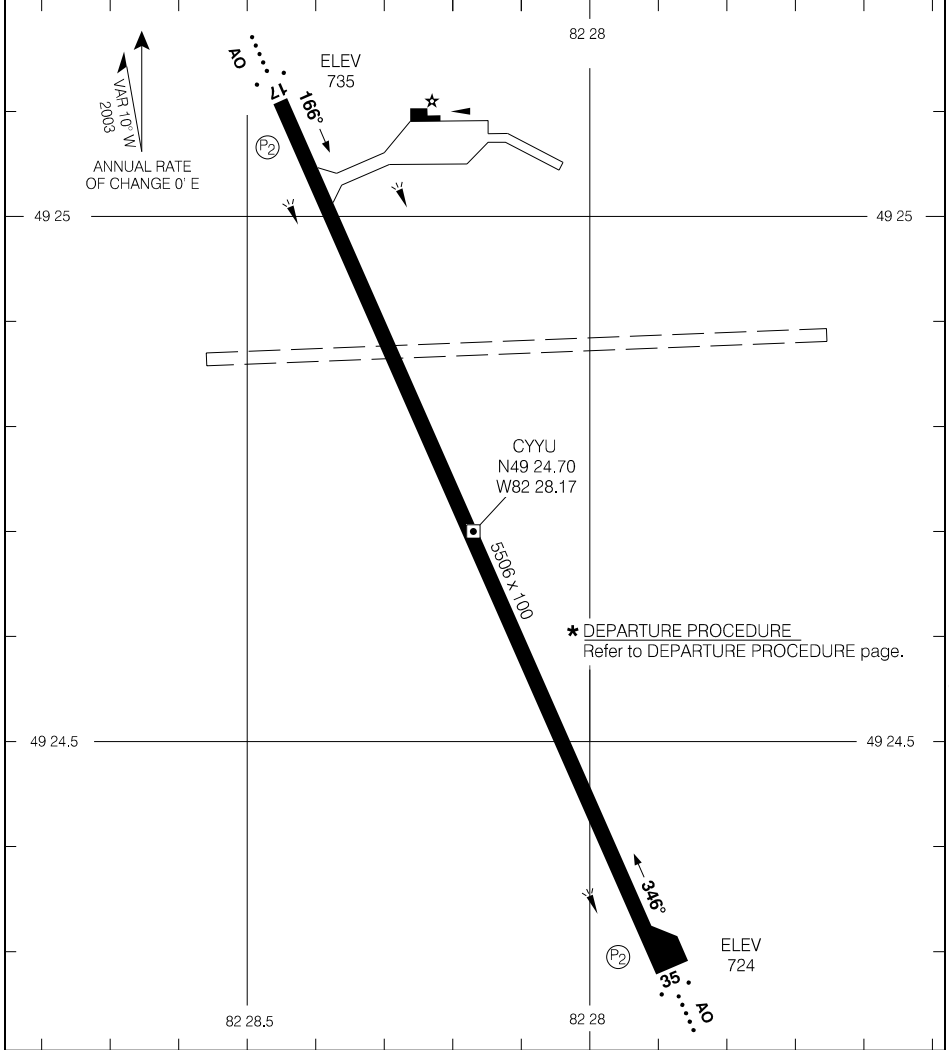 82 28
AO
ELEV
735
17
166°
VAR 10° W
2003
P2
ANNUAL RATE
OF CHANGE 0' E
49 25
49 25
CYYU
N49 24.70
W82 28.17
5506 x 100
* DEPARTURE PROCEDURE
Refer to DEPARTURE PROCEDURE page.
49 24.5
49 24.5
346°
P2
ELEV
724
35
AO
82 28.5
82 28